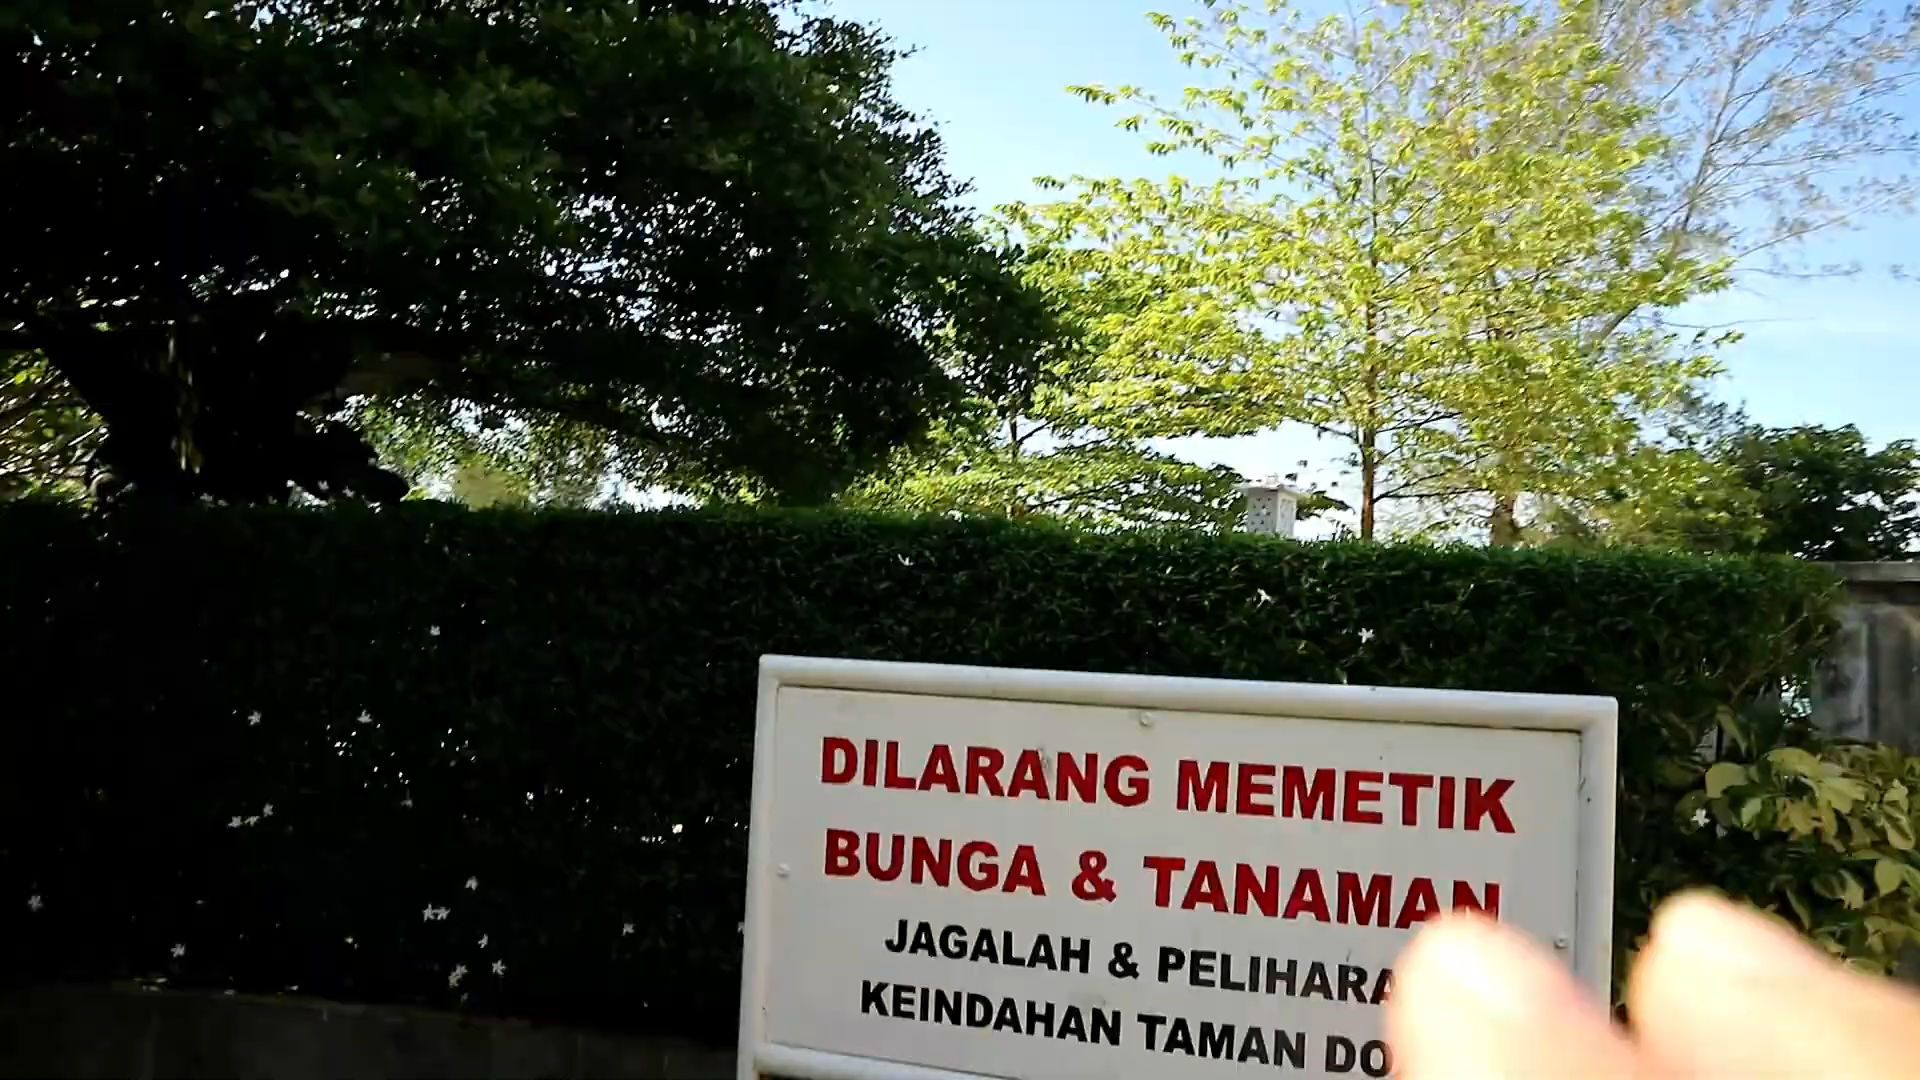 DILARANG MEMETIK
BUNGA & TANAMAN
JAGALAH & PELIHARA
KEINDAHAN TAMAN